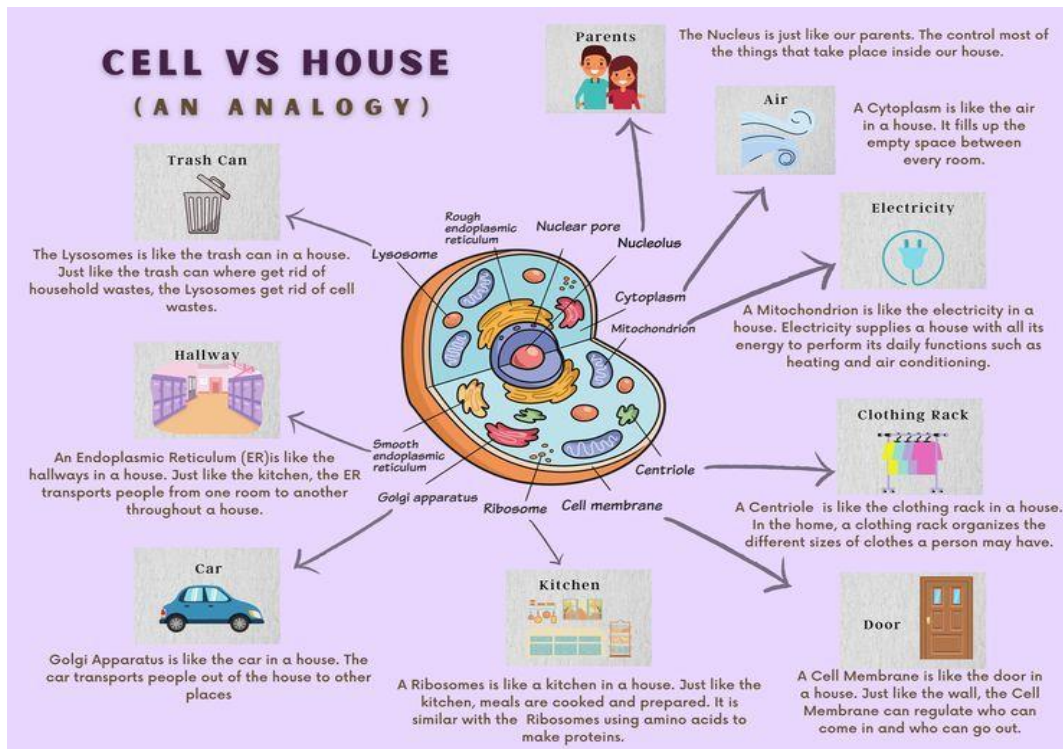 CELL VS HOUSE
(AN ANALOGY)
Parents
The Nucleus is just like our parents. The control most of
the things that take place inside our house.
Air
A Cytoplasm is like the air
in a house. It fills up the
empty space between
every room.
Trash Can
The Lysosomes is like the trash can in a house.
Just like the trash can where get rid of
household wastes, the Lysosomes get rid of cell
wastes.
Electricity
A Mitochondrion is like the electricity in a
house. Electricity supplies a house with all its
energy to perform its daily functions such as
heating and air conditioning.
Lysosome
Rough
endoplasmic
reticulum
Nuclear pore
Nucleolus
Cytoplasm
Mitochondrion
Hallway
An Endoplasmic Reticulum (ER)is like the
hallways in a house. Just like the kitchen, the ER
transports people from one room to another
throughout a house.
Smooth
endoplasmic
reticulum
Golgi apparatus
Ribosome
Cell membrane
Centriole
Clothing Rack
A Centriole is like the clothing rack in a house.
In the home, a clothing rack organizes the
different sizes of clothes a person may have.
Car
Golgi Apparatus is like the car in a house. The
car transports people out of the house to other
places
Kitchen
A Ribosomes is like a kitchen in a house. Just like the
kitchen, meals are cooked and prepared. It is
similar with the Ribosomes using amino acids to
make proteins.
Door
A Cell Membrane is like the door in
a house. Just like the wall, the Cell
Membrane can regulate who can
come in and who can go out.